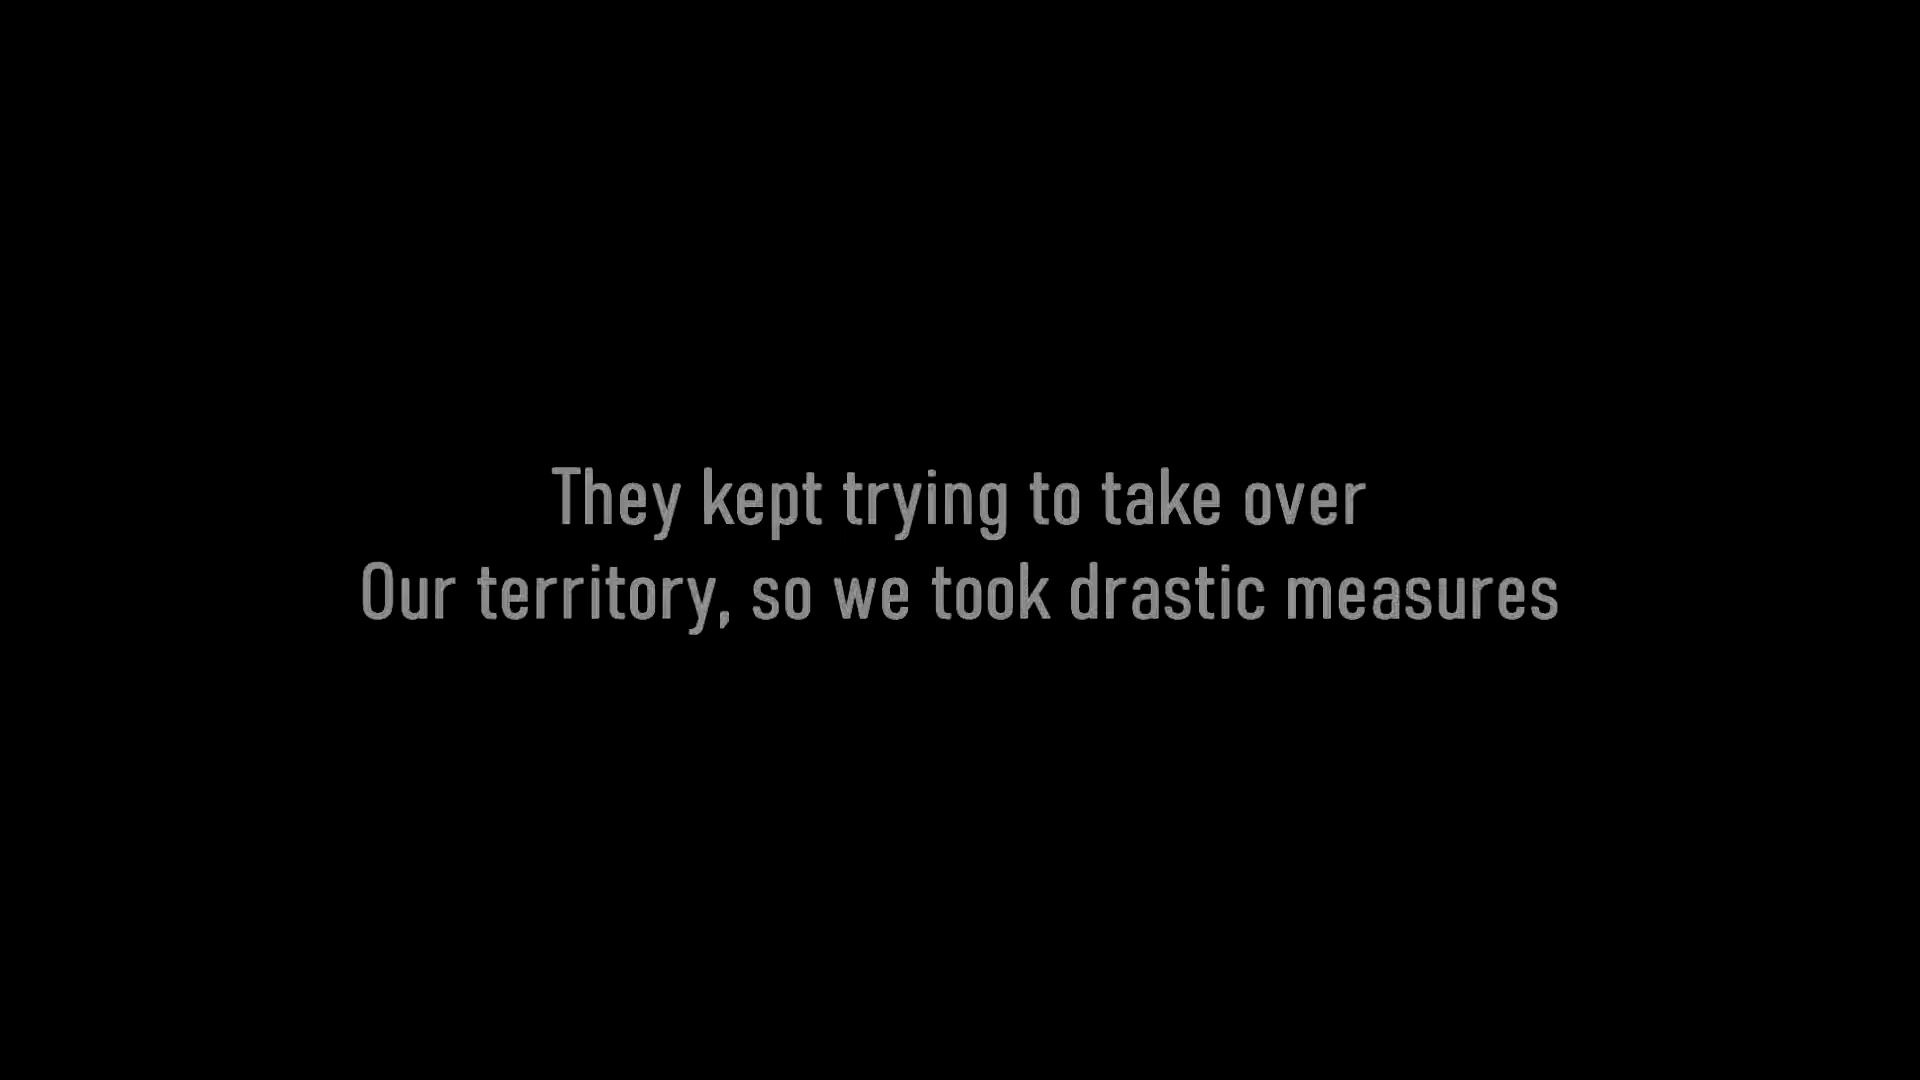 They kept trying to take over
Our territory, so we took drastic measures